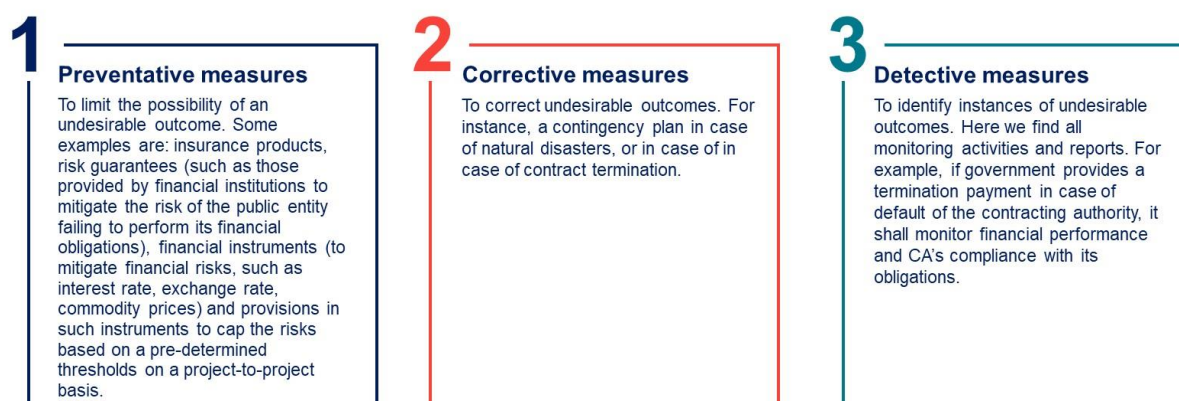 1
Preventative measures
To limit the possibility of an
undesirable outcome. Some
examples are: insurance products,
risk guarantees (such as those
provided by financial institutions to
mitigate the risk of the public entity
failing to perform its financial
obligations), financial instruments (to
mitigate financial risks, such as
interest rate, exchange rate,
commodity prices) and provisions in
such instruments to cap the risks
based on a pre-determined
thresholds on a project-to-project
basis.
2
Corrective measures
To correct undesirable outcomes. For
instance, a contingency plan in case
of natural disasters, or in case of in
case of contract termination.
3
Detective measures
To identify instances of undesirable
outcomes. Here we find all
monitoring activities and reports. For
example, if government provides a
termination payment in case of
default of the contracting authority, it
shall monitor financial performance
and CA's compliance with its
obligations.